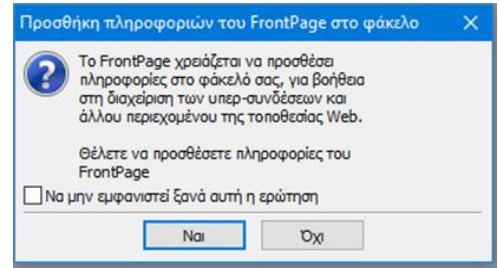 Προσθήκη πληροφοριών του FrontPage στο φάκελο
Το FrontPage χρειάζεται να προσθέσει
πληροφορίες στο φάκελό σας, για βοήθεια
στη διαχείριση των υπερ-συνδέσεων και
άλλου περιεχομένου της τοποθεσίας Web.
Θέλετε να προσθέσετε πληροφορίες του
FrontPage
Να μην εμφανιστεί ξανά αυτή η ερώτηση
Ναι
Όχι